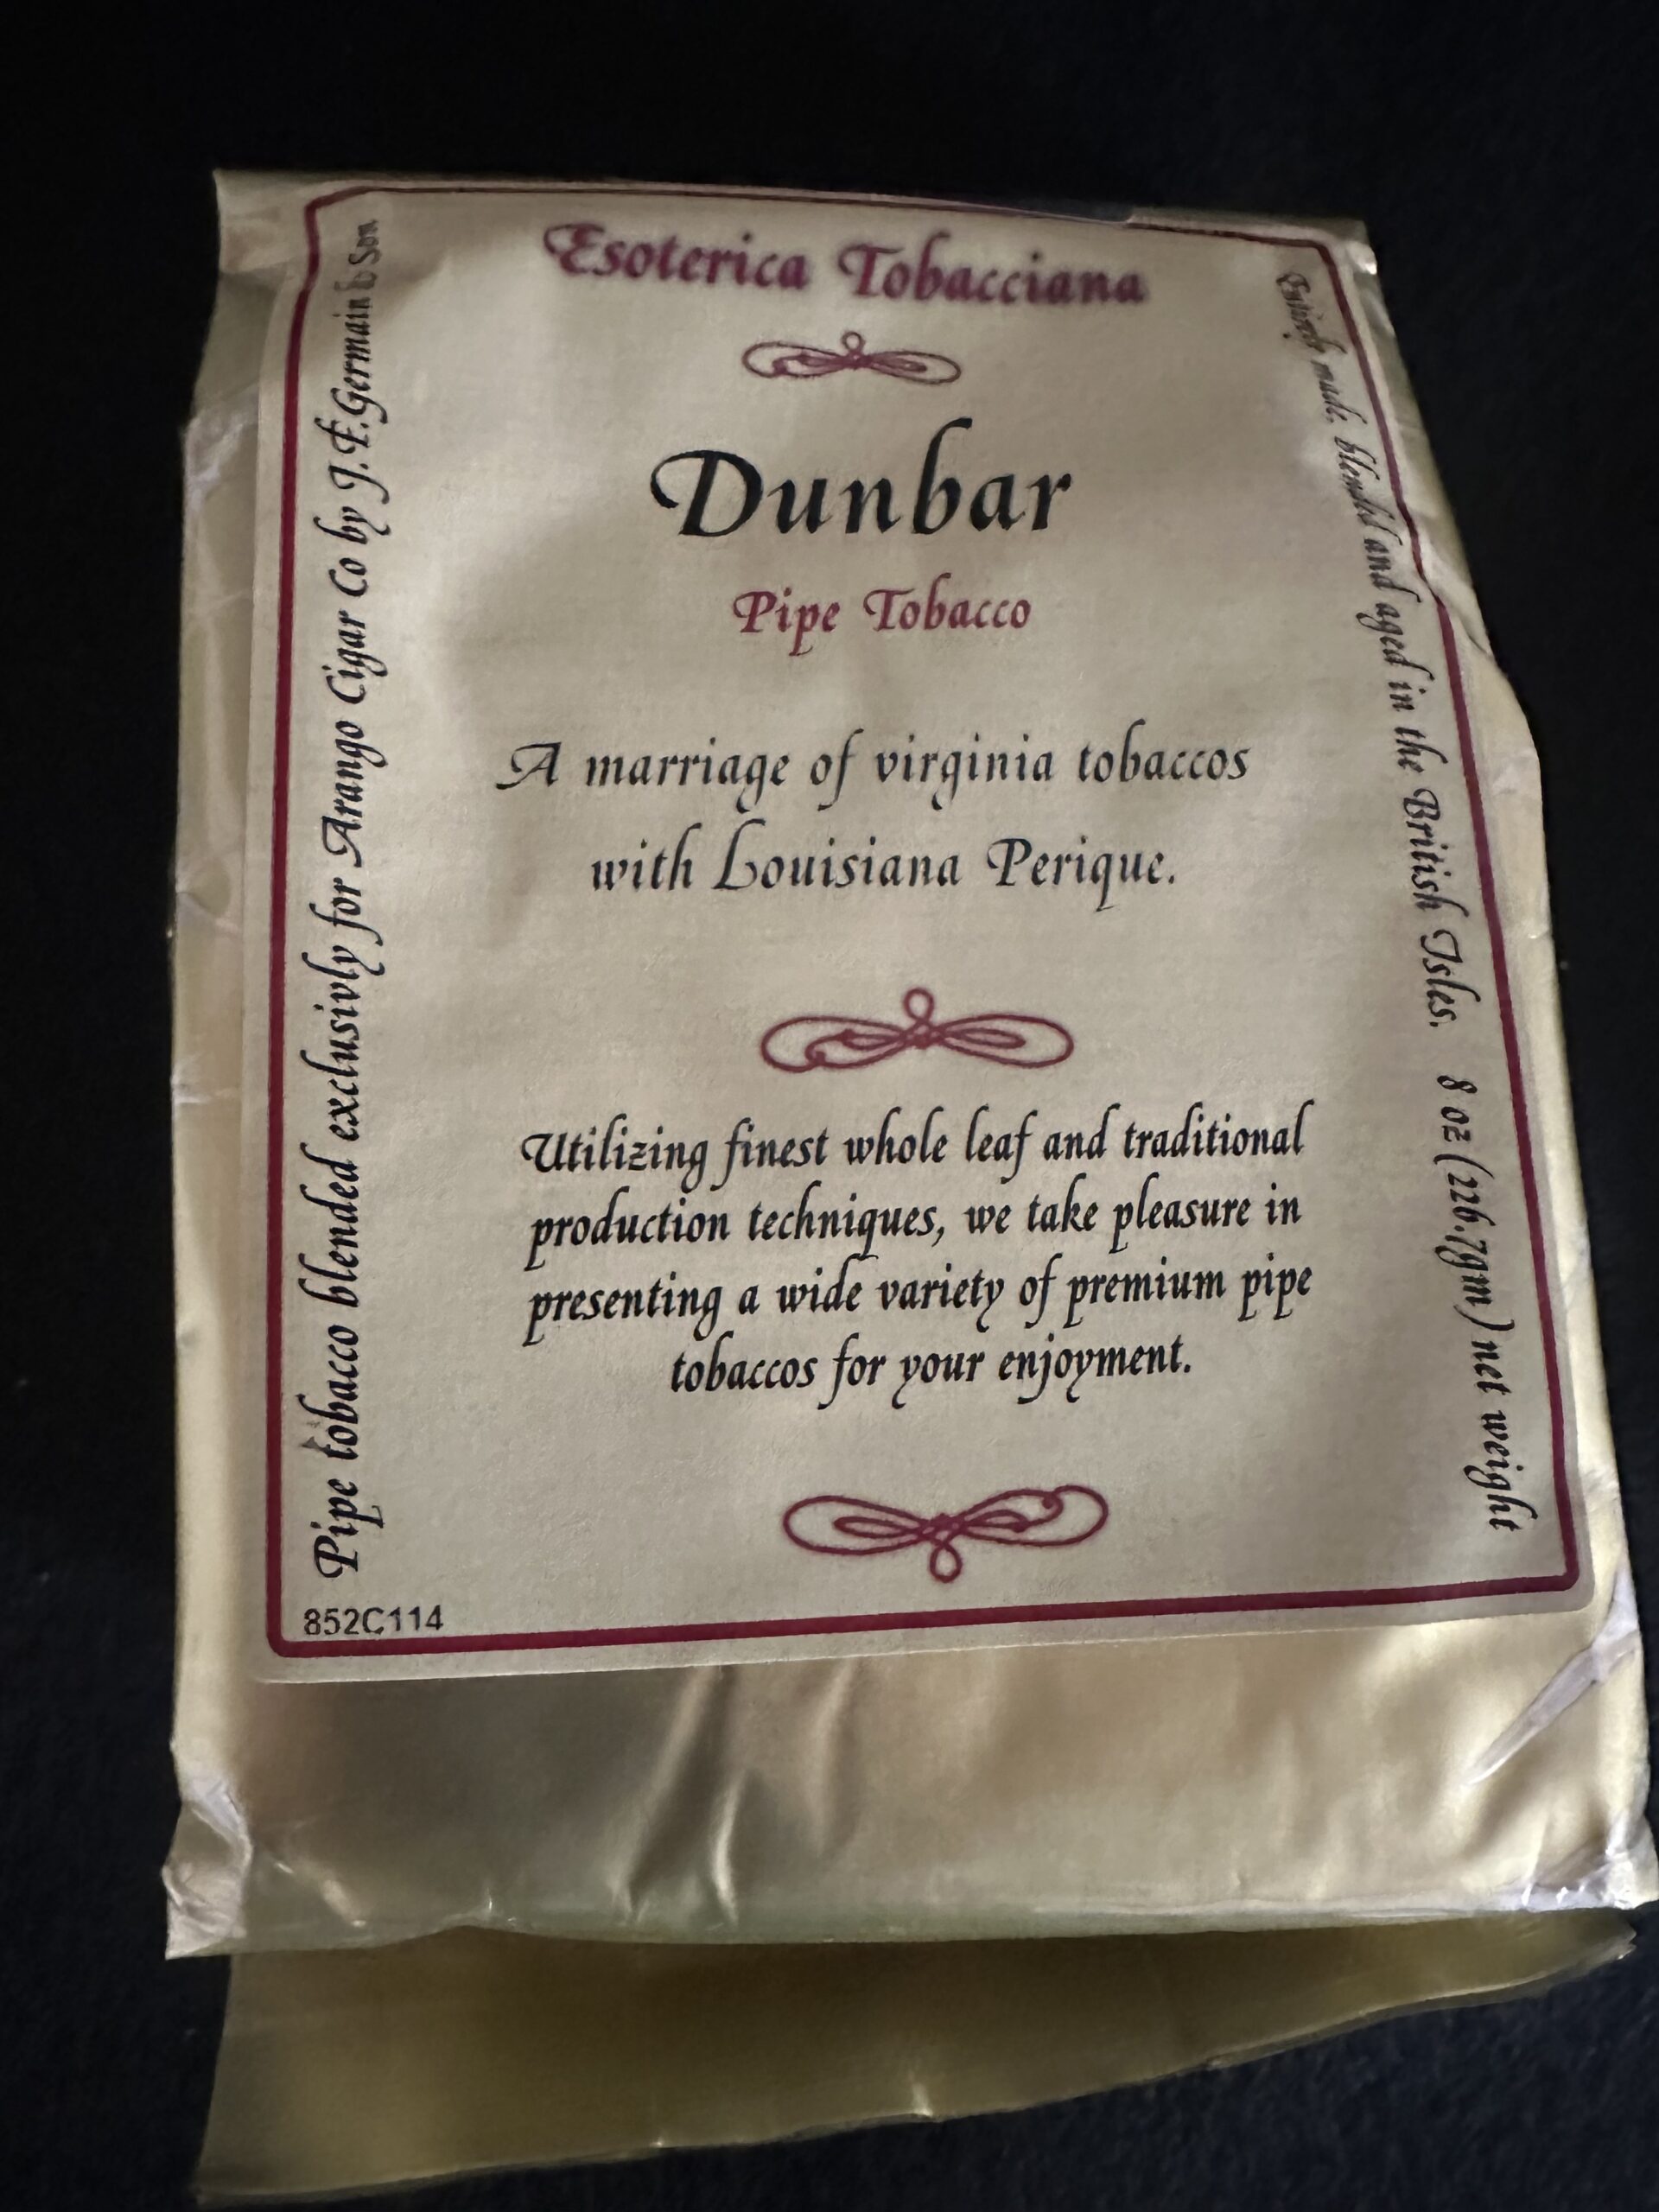 Esoterica Tobacciana
Dunbar
Pipe Tobacco
A marriage of virginia tobaccos
with Louisiana Perique.
Utilizing finest whole leaf and traditional
production techniques, we take pleasure in
presenting a wide variety of premium pipe
tobaccos for your enjoyment.
Pipe tobacco blended exclusivly for Arango Cigar Co by J.F.Germain & Son
Entirely made, blended and aged in the British Isles. 8 oz (226.7gm) net weight
852C114